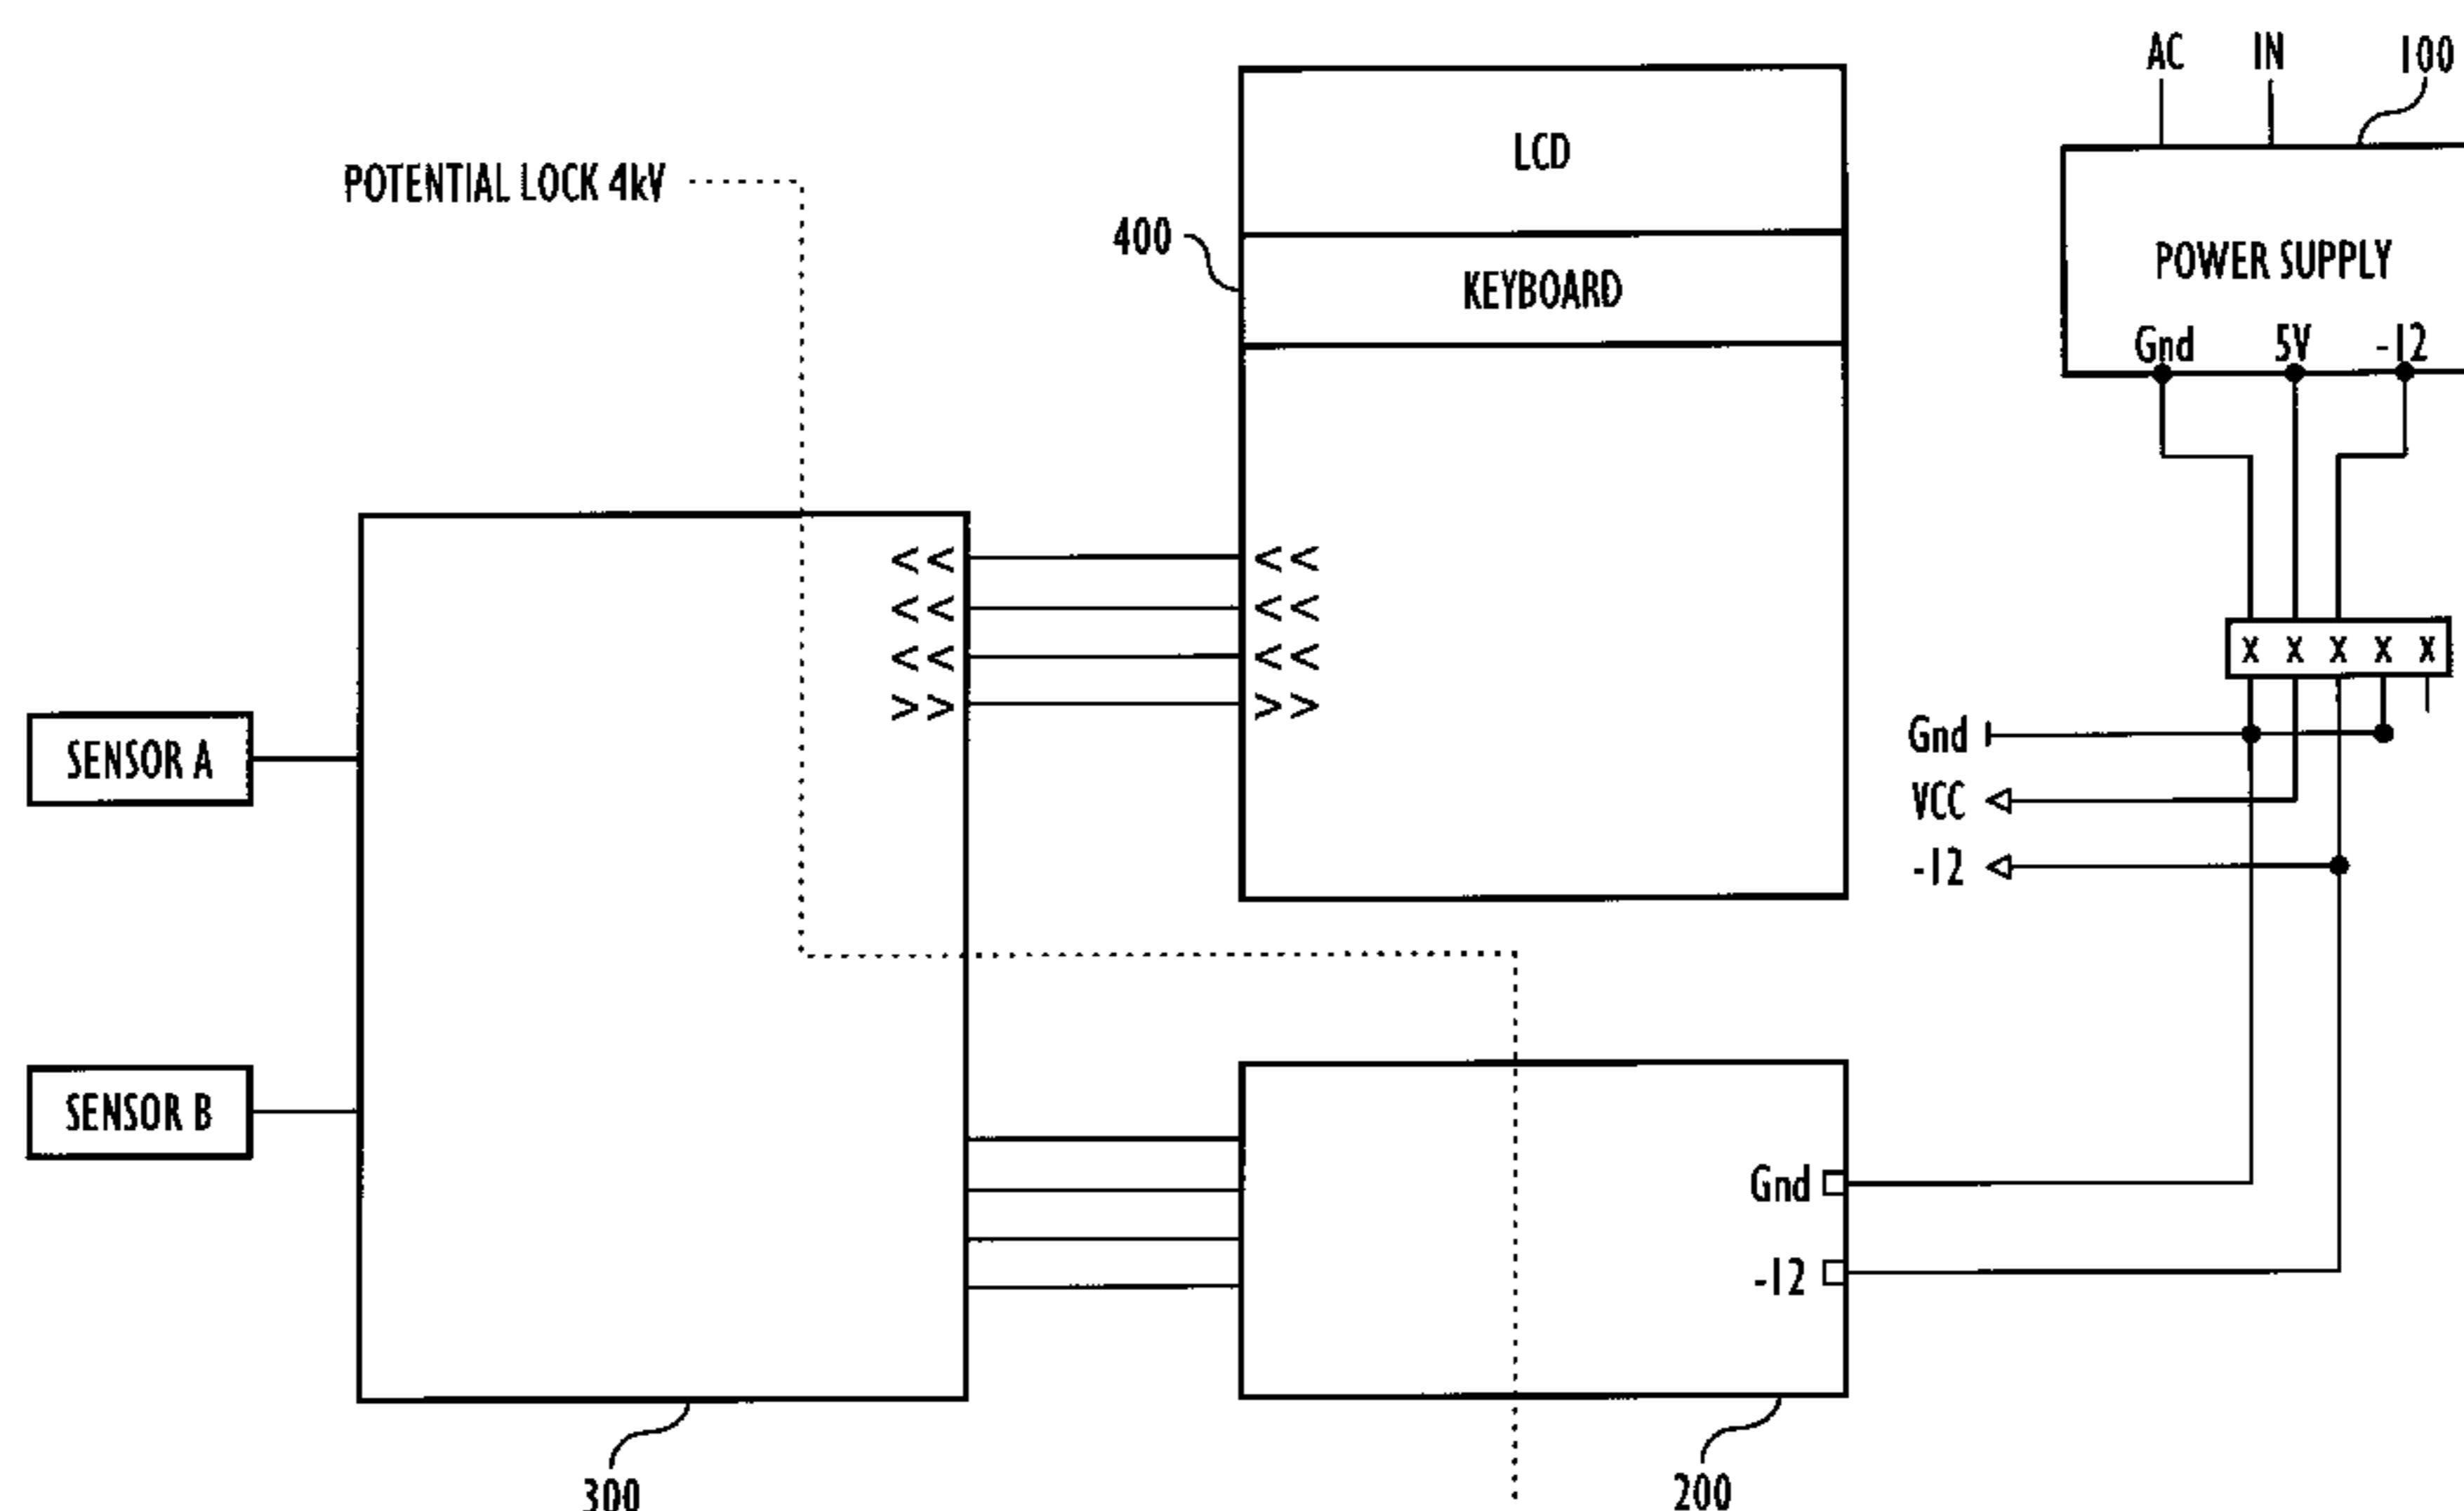 AC IN 100
LCD
POTENTIAL LOCK 4kV
400
KEYBOARD
POWER SUPPLY
Gnd 5V -12
<< <<
<< <<
<< <<
>> >>
X X X X X
Gnd
VCC
-12
SENSOR A
SENSOR B
Gnd
-12
300
200